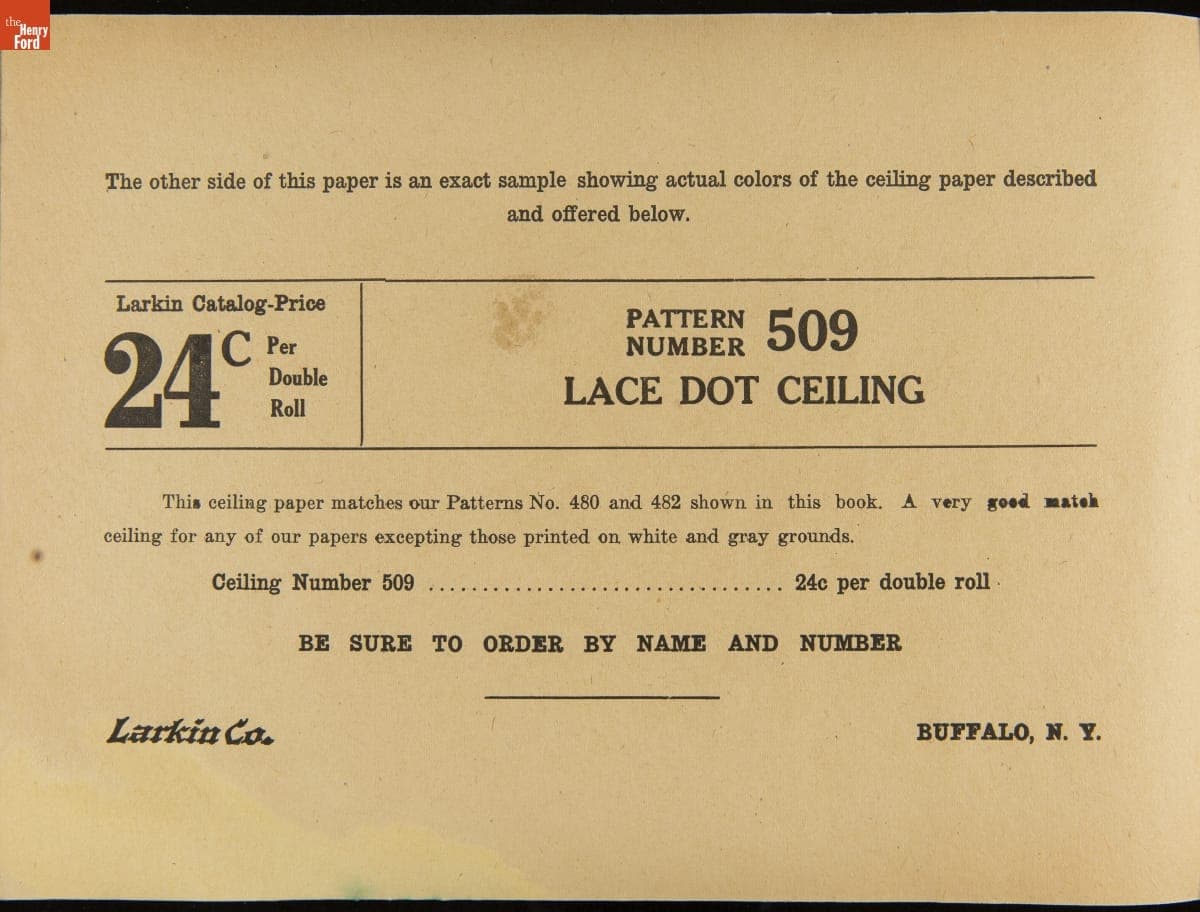 the
Henry
Ford
The other side of this paper is an exact sample showing actual colors of the ceiling paper described
and offered below.
Larkin Catalog-Price
24c Per
Double
Roll
PATTERN
NUMBER 509
LACE DOT CEILING
This ceiling paper matches our Patterns No. 480 and 482 shown in this book. A very good match
ceiling for any of our papers excepting those printed on white and gray grounds.
Ceiling Number 509 ................................. 24c per double roll
BE SURE TO ORDER BY NAME AND NUMBER
Larkin Co.
BUFFALO, N. Y.